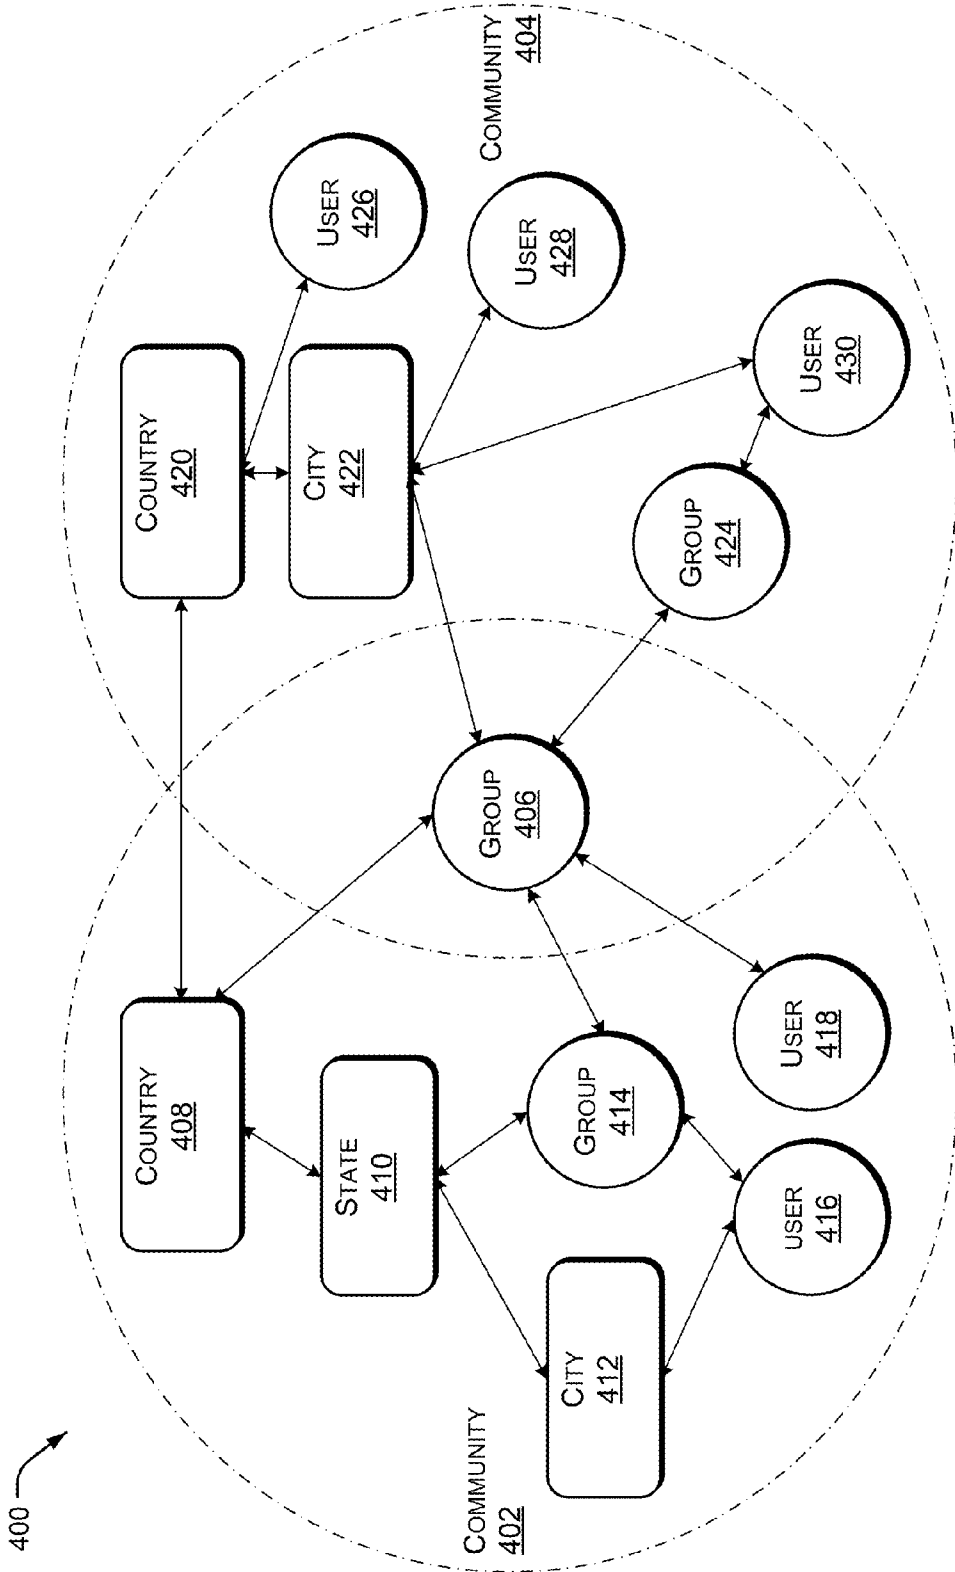 400
COMMUNITY
402
COMMUNITY
404
COUNTRY
408
COUNTRY
420
STATE
410
CITY
422
USER
426
CITY
412
GROUP
414
GROUP
406
USER
428
USER
416
USER
418
GROUP
424
USER
430